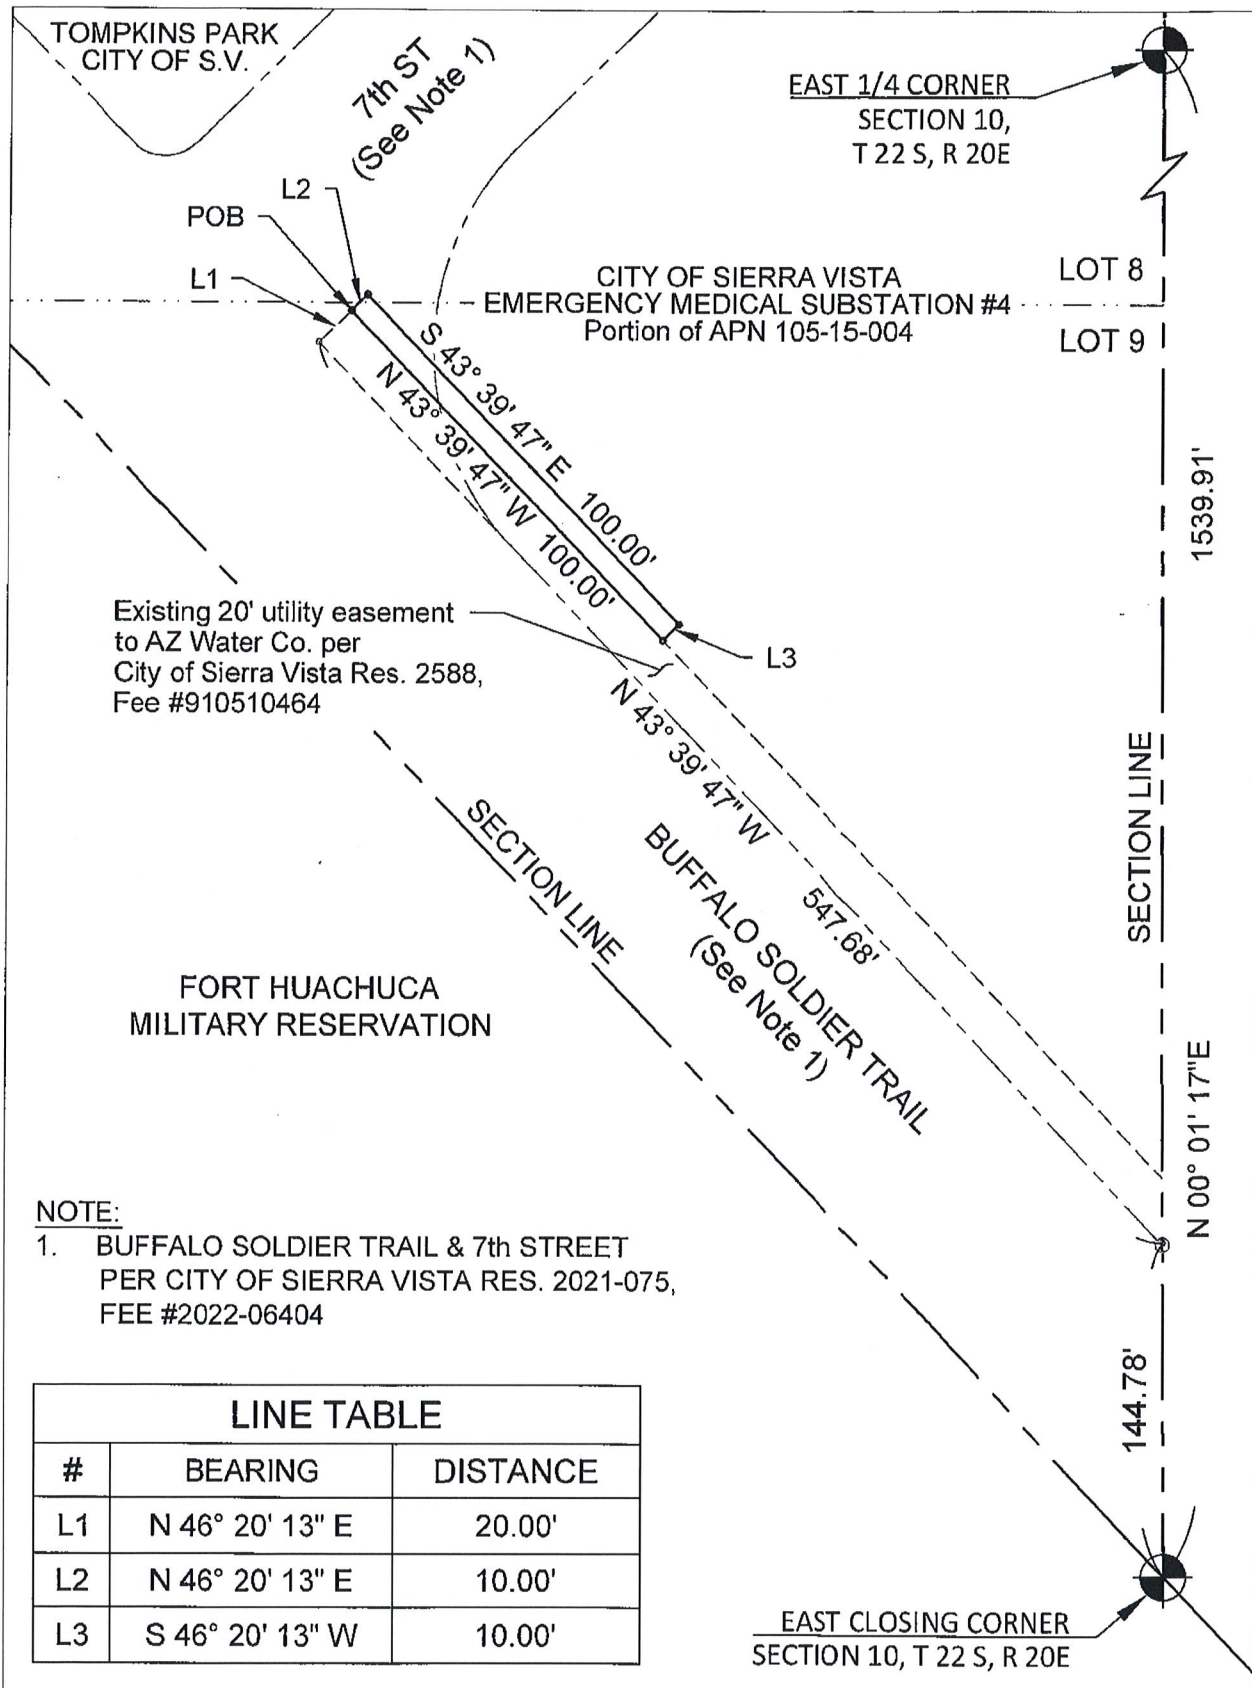 TOMPKINS PARK
CITY OF S.V.
7th ST
(See Note 1)
EAST 1/4 CORNER
SECTION 10,
T 22 S, R 20E
L2
POB
L1
CITY OF SIERRA VISTA
EMERGENCY MEDICAL SUBSTATION #4
Portion of APN 105-15-004
LOT 8
LOT 9
S 43° 39' 47" E 100.00'
N 43° 39' 47" W 100.00'
1539.91'
Existing 20' utility easement
to AZ Water Co. per
City of Sierra Vista Res. 2588,
Fee #910510464
L3
N 43° 39' 47" W 547.68'
SECTION LINE
SECTION LINE
BUFFALO SOLDIER TRAIL
(See Note 1)
FORT HUACHUCA
MILITARY RESERVATION
N 00° 01' 17"E
NOTE:
1. BUFFALO SOLDIER TRAIL & 7th STREET
PER CITY OF SIERRA VISTA RES. 2021-075,
FEE #2022-06404
144.78'
LINE TABLE
# BEARING DISTANCE
L1 N 46° 20' 13" E 20.00'
L2 N 46° 20' 13" E 10.00'
L3 S 46° 20' 13" W 10.00'
EAST CLOSING CORNER
SECTION 10, T 22 S, R 20E